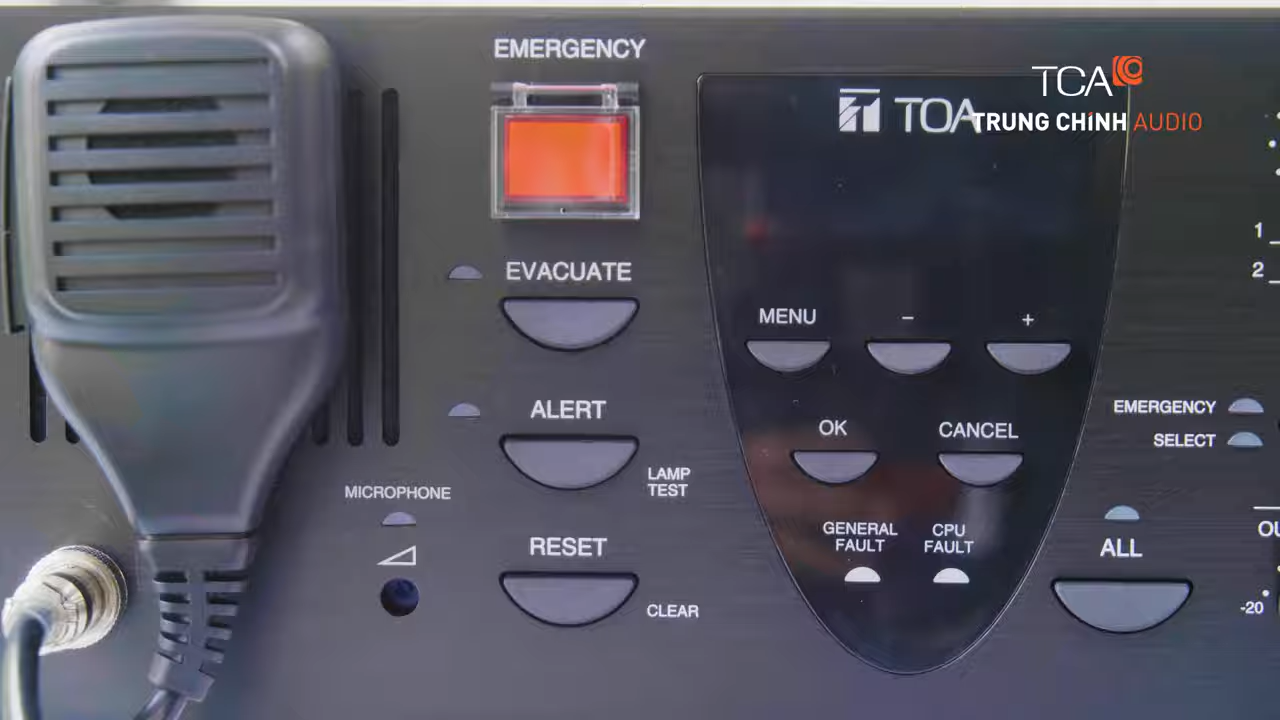 EMERGENCY
TOA
TCA
TRUNG CHÍNH AUDIO
1
2
EVACUATE
MENU
-
+
EMERGENCY
SELECT
ALERT
OK
CANCEL
LAMP
TEST
MICROPHONE
GENERAL
FAULT
CPU
FAULT
ALL
RESET
CLEAR
-20